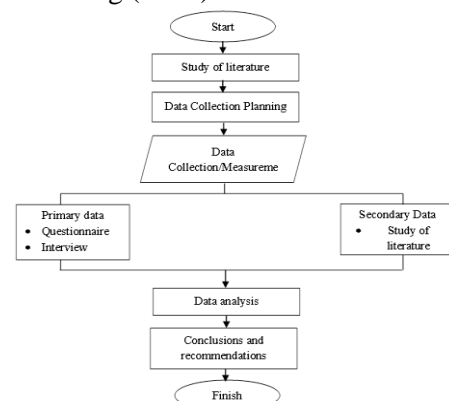 Start
Study of literature
Data Collection Planning
Data
Collection/Measureme
Primary data
• Questionnaire
• Interview
Secondary Data
• Study of
literature
Data analysis
Conclusions and
recommendations
Finish